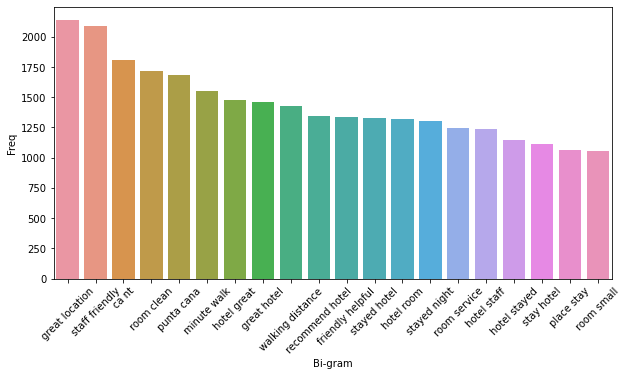 2000
1750
1500
1250
1000
750
500
250
0
Freq
great location
staff friendly
ca nt
room clean
punta cana
minute walk
hotel great
great hotel
walking distance
recommend hotel
friendly helpful
stayed hotel
hotel room
stayed night
room service
hotel staff
hotel stayed
stay hotel
place stay
room small
Bi-gram